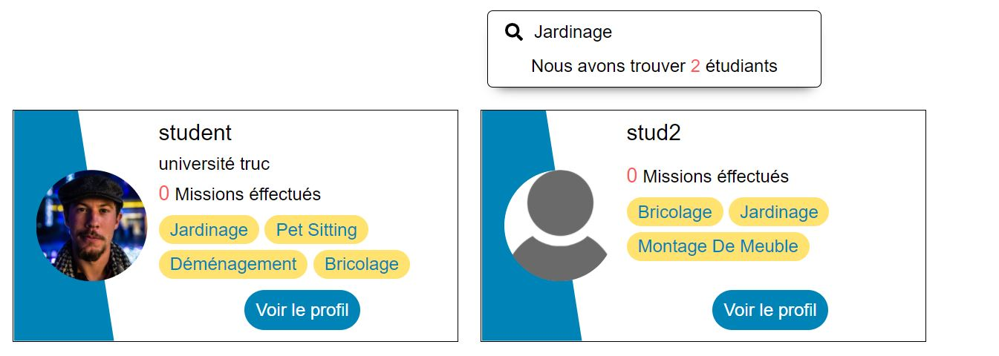 Jardinage
Nous avons trouver 2 étudiants
student
université truc
0 Missions éffectués
Jardinage Pet Sitting
Déménagement Bricolage
Voir le profil
stud2
0 Missions éffectués
Bricolage Jardinage
Montage De Meuble
Voir le profil